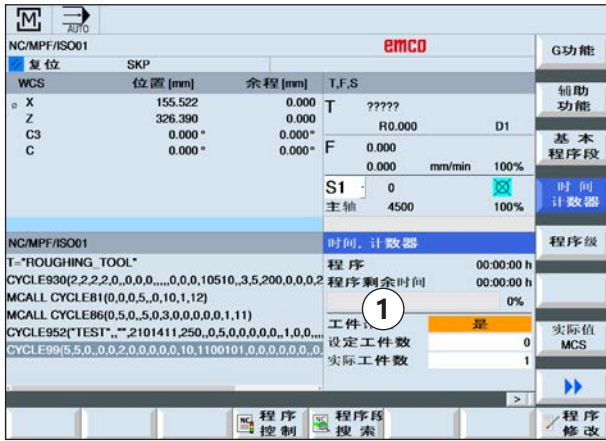 M
AUTO
NC/MPF/ISO01
emco
复位 SKP
WCS 位置 [mm] 余程 [mm]
X 155.522 0.000
Z 326.390 0.000
C3 0.000 ° 0.000°
C 0.000 ° 0.000°
T,F,S
T ?????
R0.000 D1
F 0.000
0.000 mm/min 100%
S1 0
主轴 4500 100%
NC/MPF/ISO01
T="ROUGHING_TOOL"
CYCLE930(2,2,2,2,0,,0,0,0,,,,,0,0,0,10510,,3,5,200,0,0,0,2
MCALL CYCLE81(0,0,0,5,,0,10,1,12)
MCALL CYCLE86(0,5,0,,5,0,3,0,0,0,0,0,1,11)
CYCLE952("TEST",,"",2101411,250,,0,5,0,0,0,0,,1,0,0,,,,
CYCLE99(5,5,0,,0,0,2,0,0,0,0,0,10,1100101,0,0,0,0,0,0,,0,
时间, 计数器
程序 00:00:00 h
程序剩余时间 00:00:00 h
0%
1
工件 是
设定工件数 0
实际工件数 1
>
G功能
辅助
功能
基本
程序段
时间
计数器
程序级
实际值
MCS
NC 程序
控制
NC 程序段
搜索
程序
修改